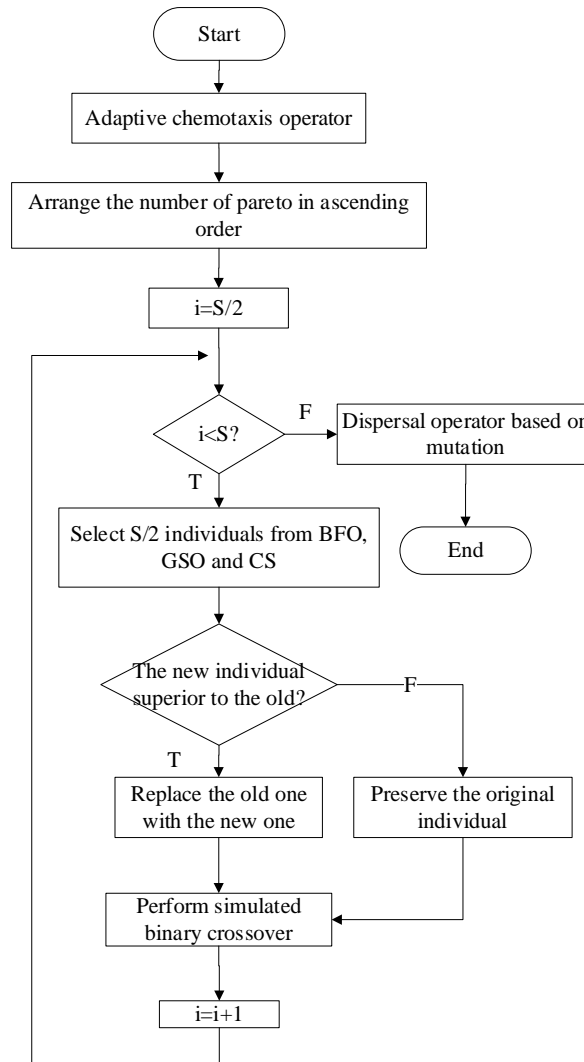 Start
Adaptive chemotaxis operator
Arrange the number of pareto in ascending
order
i=S/2
i<S?
F
Dispersal operator based on
mutation
T
End
Select S/2 individuals from BFO,
GSO and CS
The new individual
superior to the old?
F
T
Replace the old one
with the new one
Preserve the original
individual
Perform simulated
binary crossover
i=i+1